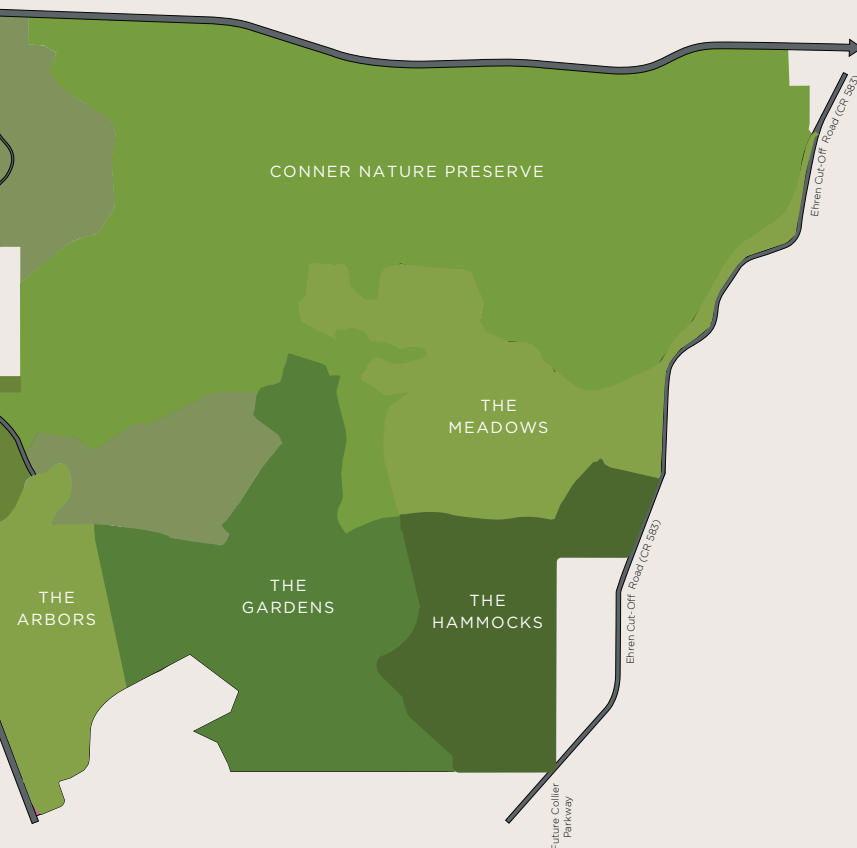 CONNER NATURE PRESERVE
Ehren Cut-Off Road (CR 583)
THE
MEADOWS
Ehren Cut-Off Road (CR 583)
THE
ARBORS
THE
GARDENS
THE
HAMMOCKS
Future Collier
Parkway